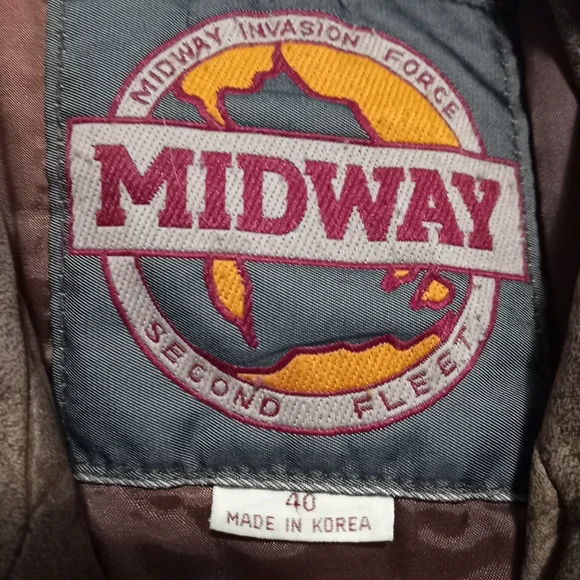 MIDWAY INVASION FORCE
MIDWAY
SECOND FLEET
40
MADE IN KOREA